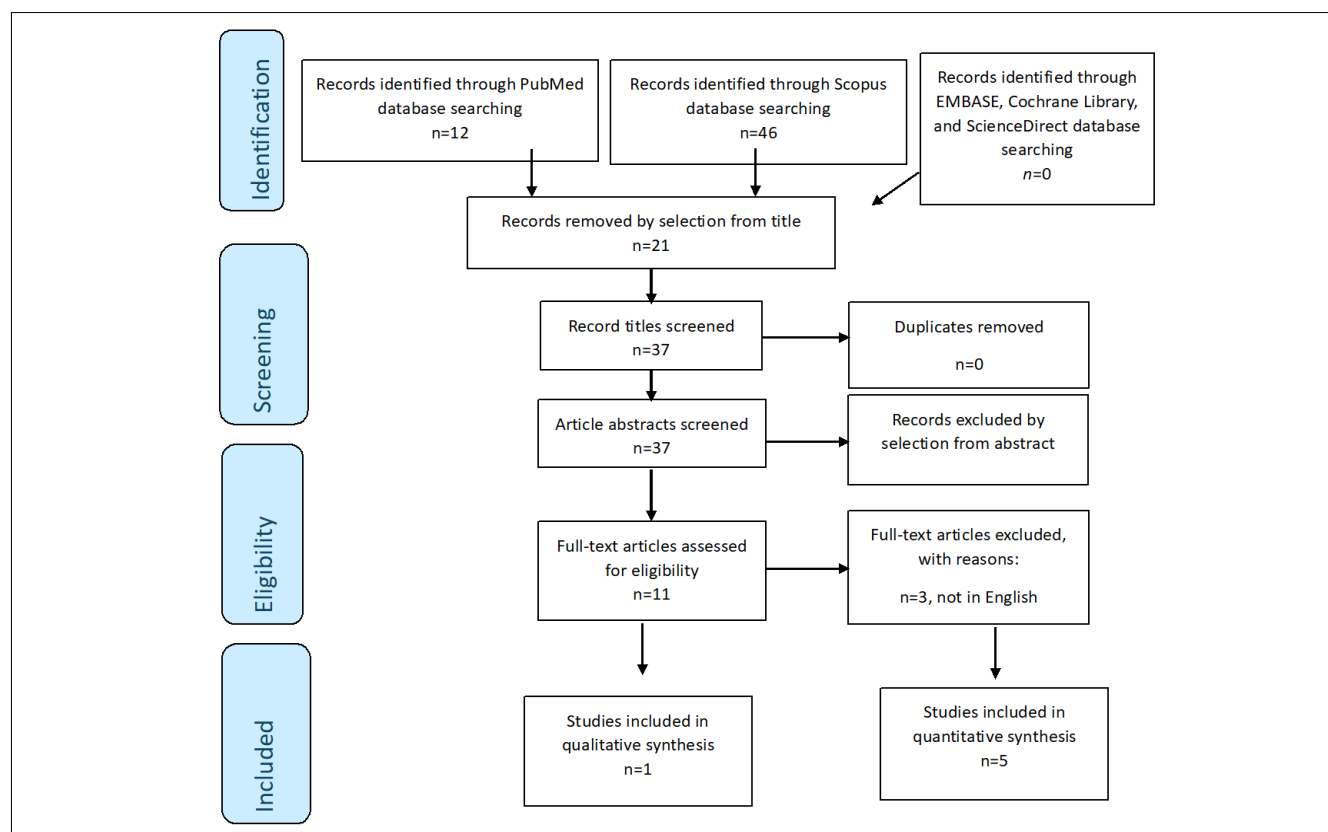 Identification
Records identified through PubMed
database searching
n=12
Records identified through Scopus
database searching
n=46
Records identified through
EMBASE, Cochrane Library,
and ScienceDirect database
searching
n=0
Records removed by selection from title
n=21
Screening
Record titles screened
n=37
Duplicates removed
n=0
Article abstracts screened
n=37
Records excluded by
selection from abstract
Eligibility
Full-text articles assessed
for eligibility
n=11
Full-text articles excluded,
with reasons:
n=3, not in English
Included
Studies included in
qualitative synthesis
n=1
Studies included in
quantitative synthesis
n=5